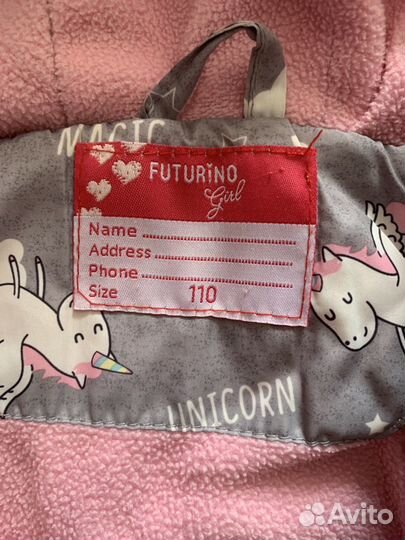 MAGIC
FUTURINO
Girl
Name
Address
Phone
Size 110
UNICORN
Avito